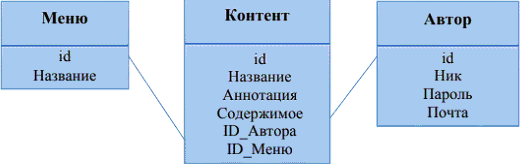 Меню
id
Название
Контент
id
Название
Аннотация
Содержимое
ID_Автора
ID_Меню
Автор
id
Ник
Пароль
Почта